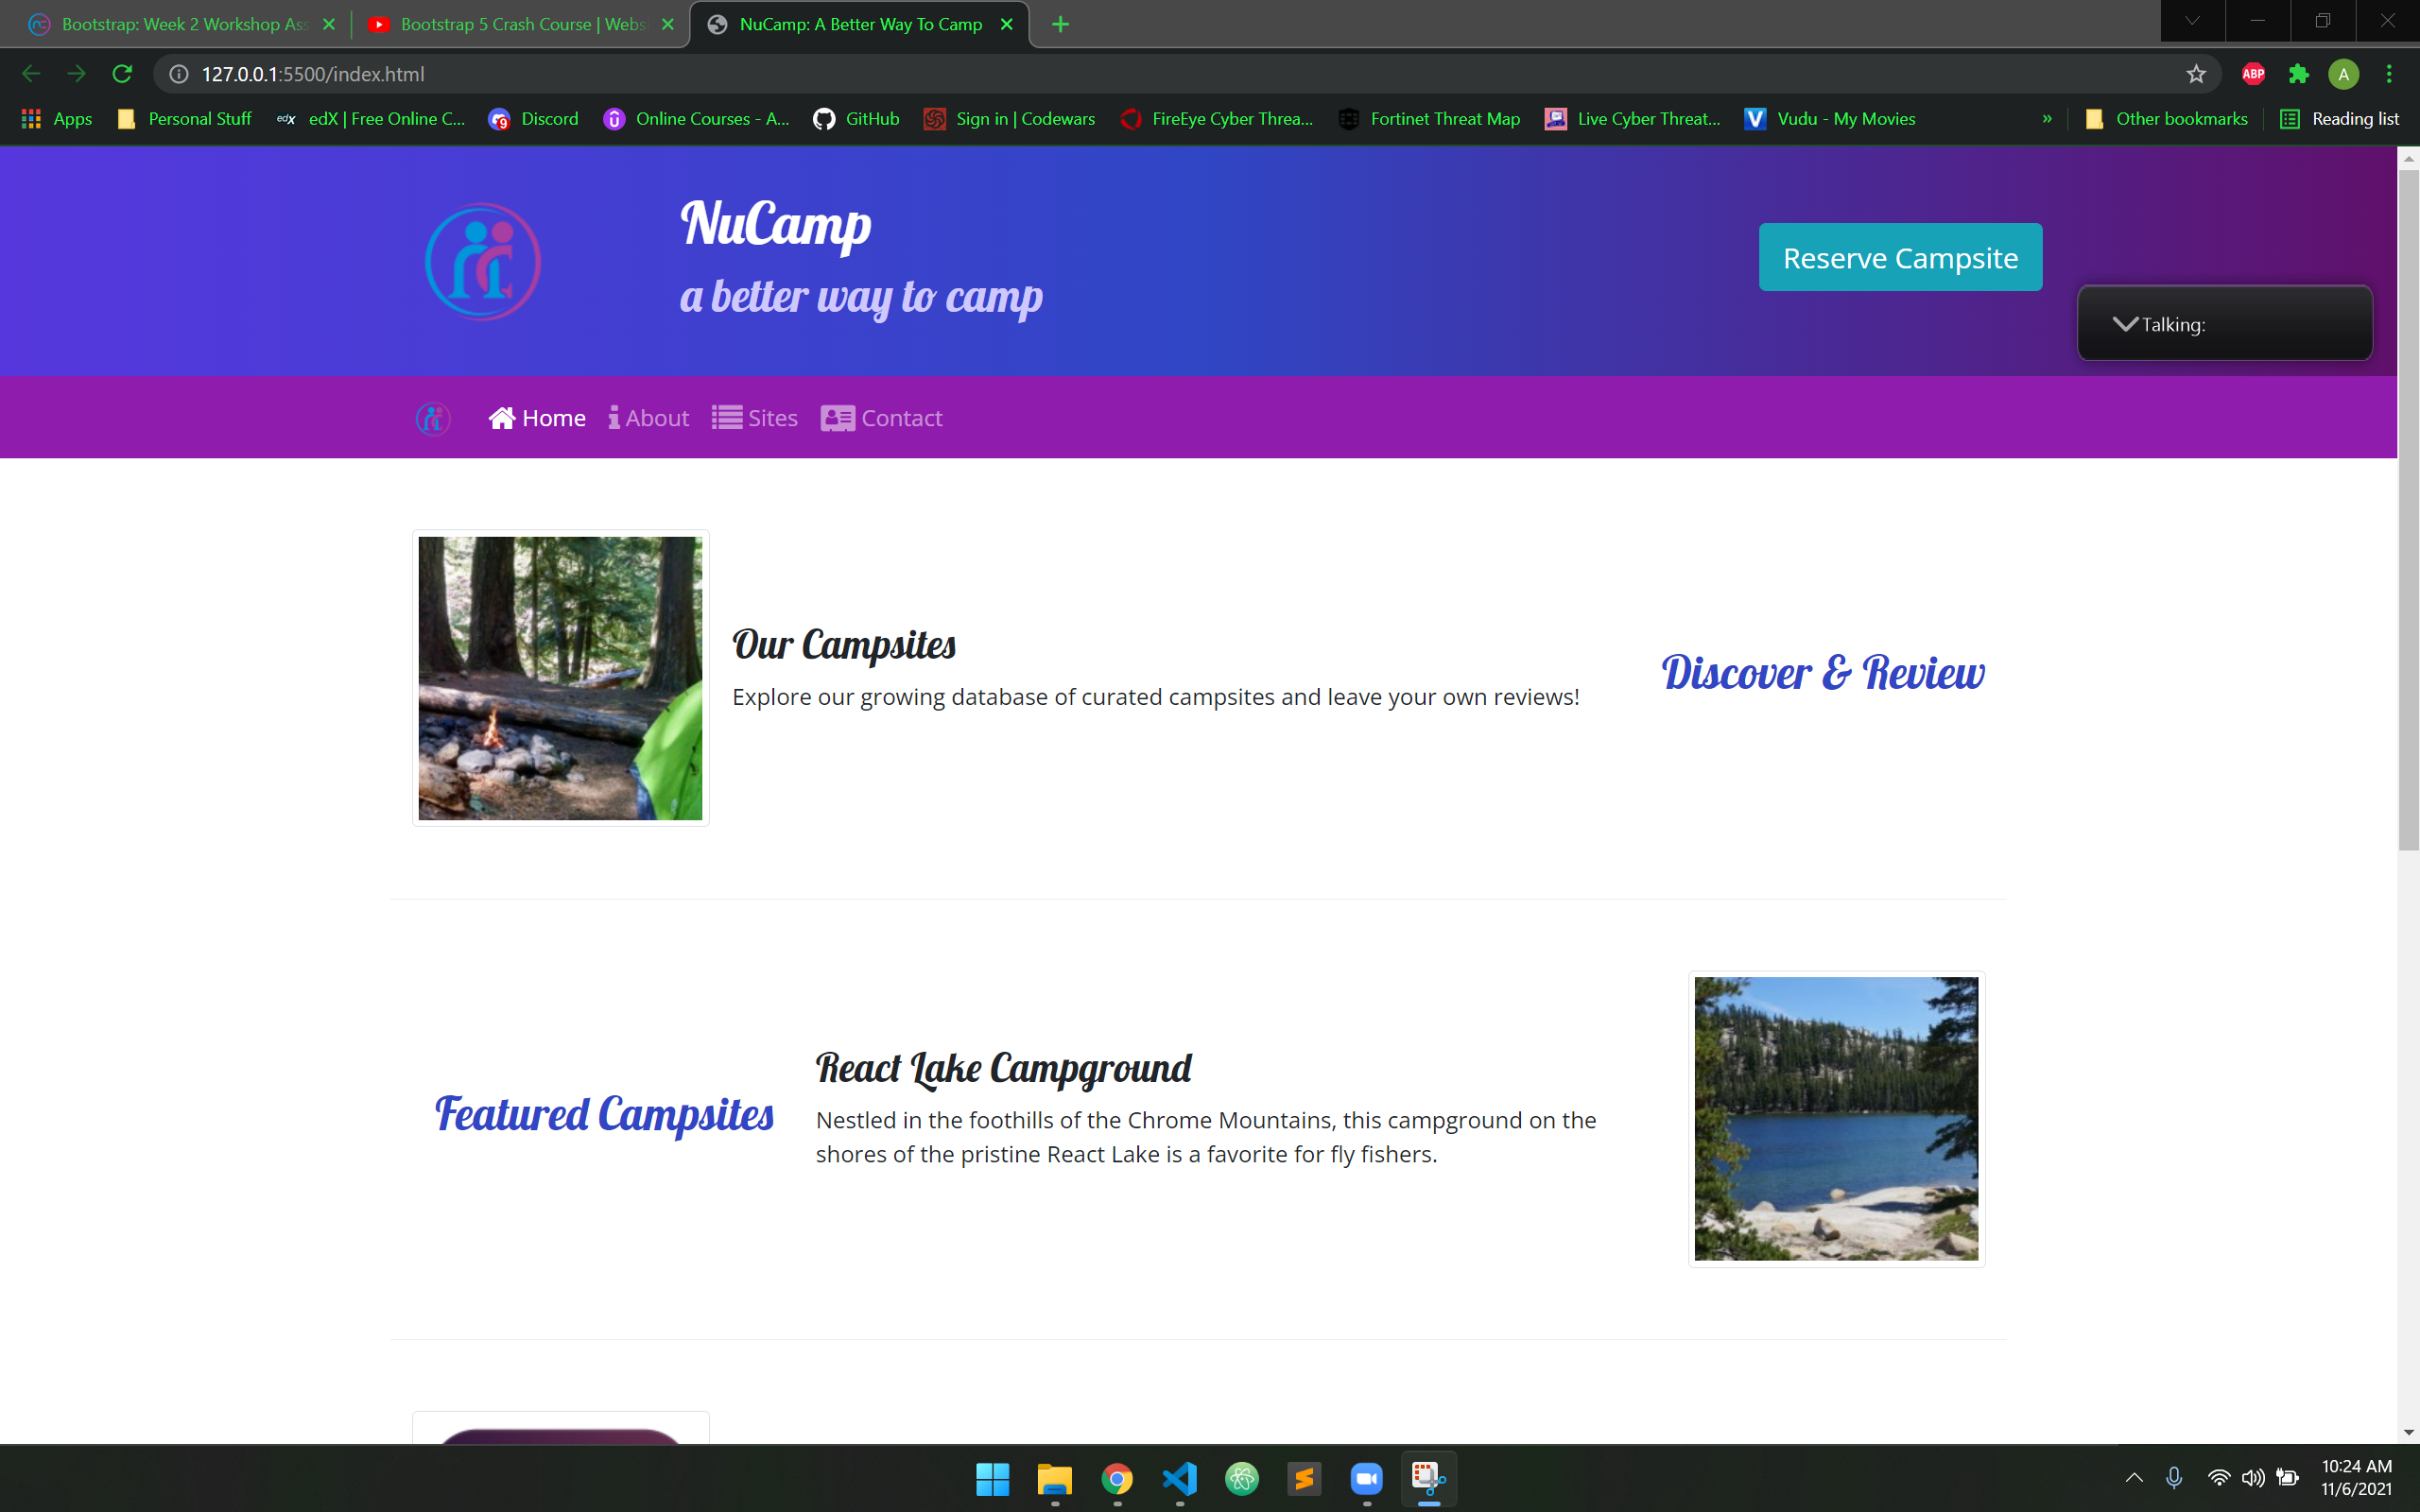 Bootstrap: Week 2 Workshop Ass
Bootstrap 5 Crash Course | Webs
NuCamp: A Better Way To Camp
127.0.0.1:5500/index.html
ABP
A
Apps
Personal Stuff
edX
edX | Free Online C...
9
Discord
Online Courses - A...
GitHub
Sign in | Codewars
FireEye Cyber Threa...
Fortinet Threat Map
Live Cyber Threat...
V
Vudu - My Movies
»
Other bookmarks
Reading list
NuCamp
a better way to camp
Reserve Campsite
Talking:
Home
About
Sites
Contact
Our Campsites
Explore our growing database of curated campsites and leave your own reviews!
Discover & Review
Featured Campsites
React Lake Campground
Nestled in the foothills of the Chrome Mountains, this campground on the
shores of the pristine React Lake is a favorite for fly fishers.
10:24 AM
11/6/2021